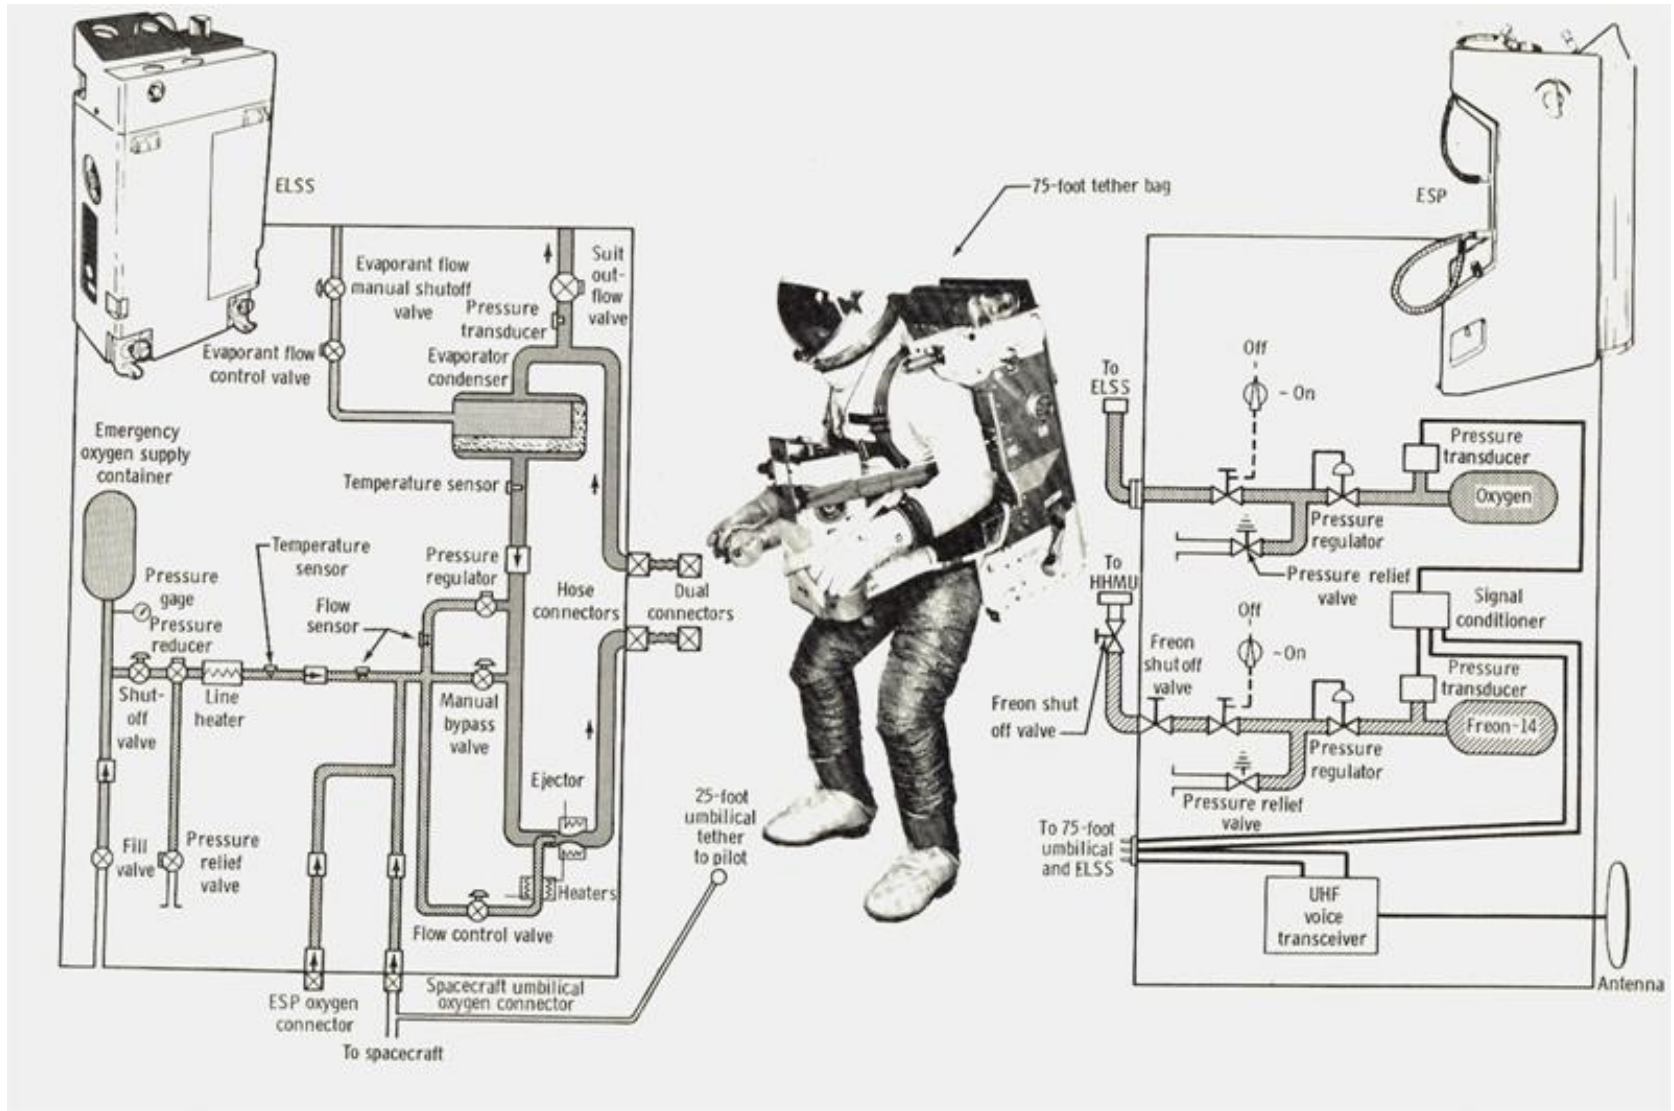 ELSS
75-foot tether bag
ESP
Evaporant flow
manual shutoff
valve
Suit
out-
flow
valve
Pressure
transducer
Evaporant flow
control valve
Evaporator
condenser
Emergency
oxygen supply
container
Temperature sensor
Temperature
sensor
Pressure
gage
Pressure
reducer
Flow
sensor
Pressure
regulator
Hose
connectors
Dual
connectors
Shut-
off
valve
Line
heater
Manual
bypass
valve
Ejector
Fill
valve
Pressure
relief
valve
Heaters
Flow control valve
25-foot
umbilical
tether
to pilot
ESP oxygen
connector
Spacecraft umbilical
oxygen connector
To spacecraft
To
ELSS
Off
- On
Pressure
transducer
Oxygen
Pressure
regulator
Pressure relief
valve
To
HHMU
Off
-On
Signal
conditioner
Freon
shutoff
valve
Freon shut
off valve
Pressure
transducer
Freon-14
Pressure
regulator
Pressure relief
valve
To 75-foot
umbilical
and ELSS
UHF
voice
transceiver
Antenna